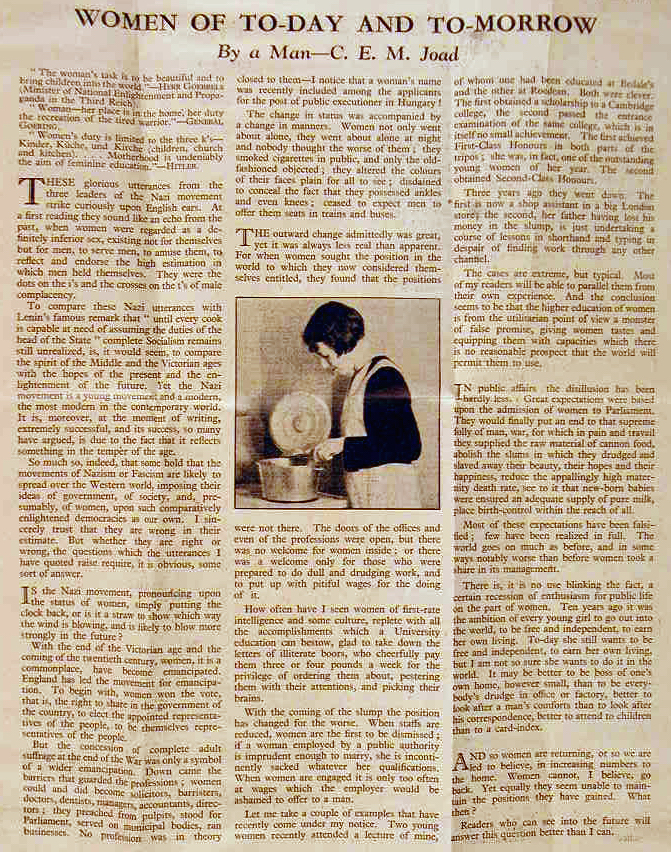 WOMEN OF TO-DAY AND TO-MORROW
By a Man—C. E. M. Joad
" The woman's task is to be beautiful and to
bring children into the world."—HERR GOEBBELS
(Minister of National Enlightenment and Propa-
ganda in the Third Reich).
" Woman—her place is in the home, her duty
the recreation of the tired warrior."—GENERAL
GOERING.
" Women's duty is limited to the three k's—
Kinder, Küche, und Kirche (children, church
and kitchen). . . . Motherhood is undeniably
the aim of feminine education."—HITLER.
THESE glorious utterances from the
three leaders of the Nazi movement
strike curiously upon English ears. At
a first reading they sound like an echo from the
past, when women were regarded as a de-
finitely inferior sex, existing not for themselves
but for men, to serve men, to amuse them, to
reflect and endorse the high estimation in
which men held themselves. They were the
dots on the i's and the crosses on the t's of male
complacency.
To compare these Nazi utterances with
Lenin's famous remark that " until every cook
is capable at need of assuming the duties of the
head of the State " complete Socialism remains
still unrealized, is, it would seem, to compare
the spirit of the Middle and the Victorian ages
with the hopes of the present and the en-
lightenment of the future. Yet the Nazi
movement is a young movement and a modern,
the most modern in the contemporary world.
It is, moreover, at the moment of writing,
extremely successful, and its success, so many
have argued, is due to the fact that it reflects
something in the temper of the age.
So much so, indeed, that some hold that the
movements of Nazism or Fascism are likely to
spread over the Western world, imposing their
ideas of government, of society, and, pre-
sumably, of women, upon such comparatively
enlightened democracies as our own. I sin-
cerely trust that they are wrong in their
estimate. But whether they are right or
wrong, the questions which the utterances I
have quoted raise require, it is obvious, some
sort of answer.
IS the Nazi movement, pronouncing upon
the status of women, simply putting the
clock back, or is it a straw to show which way
the wind is blowing, and is likely to blow more
strongly in the future ?
With the end of the Victorian age and the
coming of the twentieth century, women, it is a
commonplace, have become emancipated.
England has led the movement for emancipa-
tion. To begin with, women won the vote,
that is, the right to share in the government of
the country, to elect the appointed representa-
tives of the people, to be themselves repre-
sentatives of the people.
But the concession of complete adult
suffrage at the end of the War was only a symbol
of a wider emancipation. Down came the
barriers that guarded the professions ; women
could and did become solicitors, barristers,
doctors, dentists, managers, accountants, direc-
tors ; they preached from pulpits, stood for
Parliament, served on municipal bodies, ran
businesses. No profession was in theory
closed to them—I notice that a woman's name
was recently included among the applicants
for the post of public executioner in Hungary !
The change in status was accompanied by
a change in manners. Women not only went
about alone, they went about alone at night
and nobody thought the worse of them ; they
smoked cigarettes in public, and only the old-
fashioned objected ; they altered the colours
of their faces plain for all to see ; disdained
to conceal the fact that they possessed ankles
and even knees ; ceased to expect men to
offer them seats in trains and buses.
THE outward change admittedly was great,
yet it was always less real than apparent.
For when women sought the position in the
world to which they now considered them-
selves entitled, they found that the positions
were not there. The doors of the offices and
even of the professions were open, but there
was no welcome for women inside ; or there
was a welcome only for those who were
prepared to do dull and drudging work, and
to put up with pitiful wages for the doing
of it.
How often have I seen women of first-rate
intelligence and some culture, replete with all
the accomplishments which a University
education can bestow, glad to take down the
letters of illiterate boors, who cheerfully pay
them three or four pounds a week for the
privilege of ordering them about, pestering
them with their attentions, and picking their
brains.
With the coming of the slump the position
has changed for the worse. When staffs are
reduced, women are the first to be dismissed ;
if a woman employed by a public authority
is imprudent enough to marry, she is inconti-
nently sacked whatever her qualifications.
When women are engaged it is only too often
at wages which the employer would be
ashamed to offer to a man.
Let me take a couple of examples that have
recently come under my notice. Two young
women recently attended a lecture of mine,
of whom one had been educated at Bedale's
and the other at Roedean. Both were clever.
The first obtained a scholarship to a Cambridge
college, the second passed the entrance
examination of the same college, which is in
itself no small achievement. The first achieved
First-Class Honours in both parts of the
tripos ; she was, in fact, one of the outstanding
young women of her year. The second
obtained Second-Class Honours.
Three years ago they went down. The
first is now a shop assistant in a big London
store ; the second, her father having lost his
money in the slump, is just undertaking a
course of lessons in shorthand and typing in
despair of finding work through any other
channel.
The cases are extreme, but typical. Most
of my readers will be able to parallel them from
their own experience. And the conclusion
seems to be that the higher education of women
is from the utilitarian point of view a monster
of false promise, giving women tastes and
equipping them with capacities which there
is no reasonable prospect that the world will
permit them to use.
IN public affairs the disillusion has been
hardly less. Great expectations were based
upon the admission of women to Parliament.
They would finally put an end to that supreme
folly of man, war, for which in pain and travail
they supplied the raw material of cannon food,
abolish the slums in which they drudged and
slaved away their beauty, their hopes and their
happiness, reduce the appallingly high mater-
nity death rate, see to it that new-born babies
were ensured an adequate supply of pure milk,
place birth-control within the reach of all.
Most of these expectations have been falsi-
fied ; few have been realized in full. The
world goes on much as before, and in some
ways notably worse than before women took a
share in its management.
There is, it is no use blinking the fact, a
certain recession of enthusiasm for public life
on the part of women. Ten years ago it was
the ambition of every young girl to go out into
the world, to be free and independent, to earn
her own living. To-day she still wants to be
free and independent, to earn her own living,
but I am not so sure she wants to do it in the
world. It may be better to be boss of one's
own home, however small, than to be every-
body's drudge in office or factory, better to
look after a man's comforts than to look after
his correspondence, better to attend to children
than to a card-index.
AND so women are returning, or so we are
led to believe, in increasing numbers to
the home. Women cannot, I believe, go
back. Yet equally they seem unable to main-
tain the positions they have gained. What
then ?
Readers who can see into the future will
answer this question better than I can.